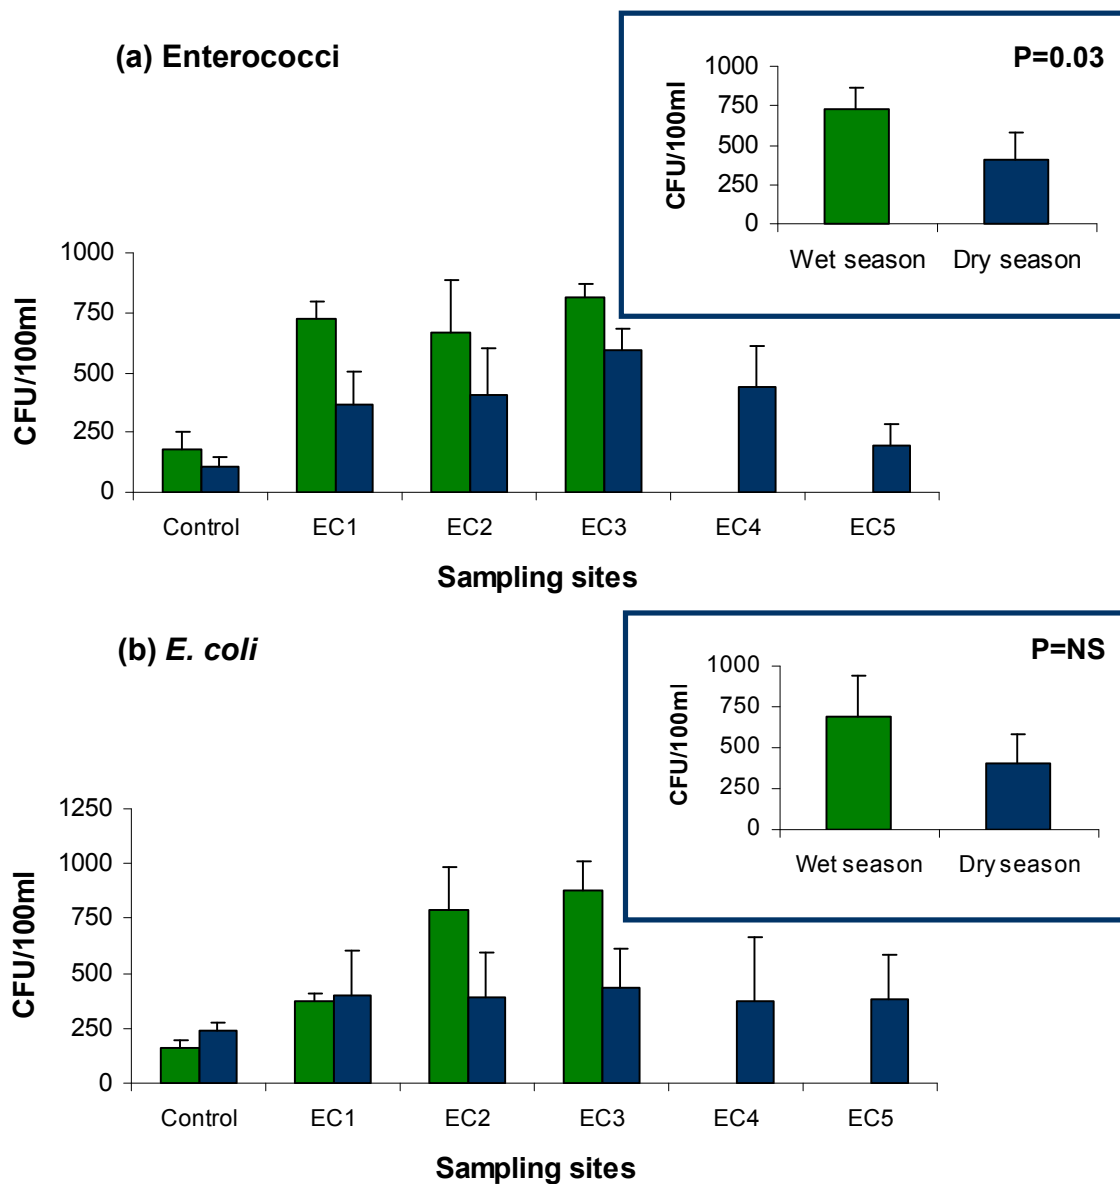 (a) Enterococci
P=0.03
CFU/100ml
1000
750
500
250
0
Wet season Dry season
CFU/100ml
1000
750
500
250
0
Control EC1 EC2 EC3 EC4 EC5
Sampling sites
(b) E. coli
P=NS
CFU/100ml
1000
750
500
250
0
Wet season Dry season
CFU/100ml
1250
1000
750
500
250
0
Control EC1 EC2 EC3 EC4 EC5
Sampling sites